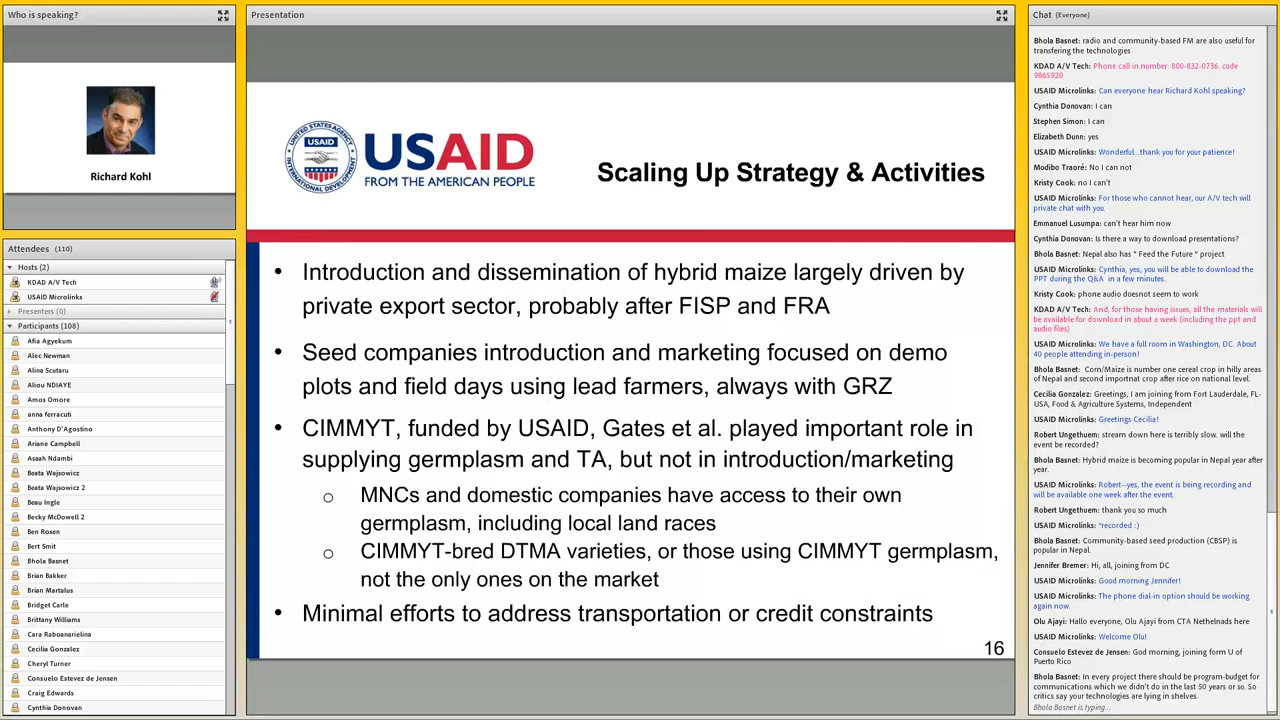 Who is speaking?
Richard Kohl
Attendees (110)
Hosts (2)
KDAD A/V Tech
USAID Microlinks
Presenters (0)
Participants (108)
Afia Agyekum
Alec Newman
Alina Scutaru
Aliou NDIAYE
Amos Omore
anna ferracuti
Anthony D'Agostino
Ariane Campbell
Asaah Ndambi
Beata Wajsowicz
Beata Wajsowicz 2
Beau Ingle
Becky McDowell 2
Ben Rosen
Bert Smit
Bhola Basnet
Brian Bakker
Brian Martalus
Bridget Carle
Brittany Williams
Cara Raboanarielina
Cecilia Gonzalez
Cheryl Turner
Consuelo Estevez de Jensen
Craig Edwards
Cynthia Donovan
Presentation
UNITED STATES AGENCY
USAID
INTERNATIONAL DEVELOPMENT
USAID
FROM THE AMERICAN PEOPLE
Scaling Up Strategy & Activities
• Introduction and dissemination of hybrid maize largely driven by
private export sector, probably after FISP and FRA
• Seed companies introduction and marketing focused on demo
plots and field days using lead farmers, always with GRZ
• CIMMYT, funded by USAID, Gates et al. played important role in
supplying germplasm and TA, but not in introduction/marketing
o MNCs and domestic companies have access to their own
germplasm, including local land races
o CIMMYT-bred DTMA varieties, or those using CIMMYT germplasm,
not the only ones on the market
• Minimal efforts to address transportation or credit constraints
16
Chat (Everyone)
Bhola Basnet: radio and community-based FM are also useful for
transfering the technologies
KDAD A/V Tech: Phone call in number: 800-832-0736. code
9865920
USAID Microlinks: Can everyone hear Richard Kohl speaking?
Cynthia Donovan: I can
Stephen Simon: I can
Elizabeth Dunn: yes
USAID Microlinks: Wonderful...thank you for your patience!
Modibo Traoré: No I can not
Kristy Cook: no I can't
USAID Microlinks: For those who cannot hear, our A/V tech will
private chat with you.
Emmanuel Lusumpa: can't hear him now
Cynthia Donovan: Is there a way to download presentations?
Bhola Basnet: Nepal also has " Feed the Future " project
USAID Microlinks: Cynthia, yes, you will be able to download the
PPT during the Q&A in a few minutes.
Kristy Cook: phone audio doesnot seem to work
KDAD A/V Tech: And, for those having issues, all the materials will
be available for download in about a week (including the ppt and
audio files)
USAID Microlinks: We have a full room in Washington, DC. About
40 people attending in-person!
Bhola Basnet: Corn/Maize is number one cereal crop in hilly areas
of Nepal and second importnat crop after rice on national level.
Cecilia Gonzalez: Greetings, I am joining from Fort Lauderdale, FL-
USA, Food & Agriculture Systems, Independent
USAID Microlinks: Greetings Cecilia!
Robert Ungethuem: stream down here is terribly slow. will the
event be recorded?
Bhola Basnet: Hybrid maize is becoming popular in Nepal year after
year.
USAID Microlinks: Robert--yes, the event is being recording and
will be available one week after the event.
Robert Ungethuem: thank you so much
USAID Microlinks: *recorded :)
Bhola Basnet: Community-based seed production (CBSP) is
popular in Nepal.
Jennifer Bremer: Hi, all, joining from DC
USAID Microlinks: Good morning Jennifer!
USAID Microlinks: The phone dial-in option should be working
again now.
Olu Ajayi: Hallo everyone, Olu Ajayi from CTA Nethelnads here
USAID Microlinks: Welcome Olu!
Consuelo Estevez de Jensen: God morning, joining form U of
Puerto Rico
Bhola Basnet: In every project there should be program-budget for
communications which we didn't do in the last 50 years or so. So
critics say your technologies are lying in shelves.
Bhola Basnet is typing...